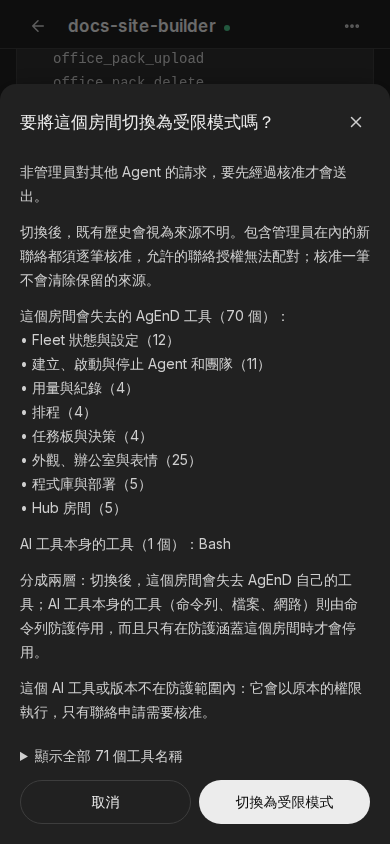 docs-site-builder
office_pack_upload
office_pack_delete
要將這個房間切換為受限模式嗎？
非管理員對其他 Agent 的請求，要先經過核准才會送
出。
切換後，既有歷史會視為來源不明。包含管理員在內的新
聯絡都須逐筆核准，允許的聯絡授權無法配對；核准一筆
不會清除保留的來源。
這個房間會失去的 AgEnD 工具（70 個）：
• Fleet 狀態與設定（12）
• 建立、啟動與停止 Agent 和團隊（11）
• 用量與紀錄（4）
• 排程（4）
• 任務板與決策（4）
• 外觀、辦公室與表情（25）
• 程式庫與部署（5）
• Hub 房間（5）
AI 工具本身的工具（1 個）：Bash
分成兩層：切換後，這個房間會失去 AgEnD 自己的工
具；AI 工具本身的工具（命令列、檔案、網路）則由命
令列防護停用，而且只有在防護涵蓋這個房間時才會停
用。
這個 AI 工具或版本不在防護範圍內：它會以原本的權限
執行，只有聯絡申請需要核准。
▶ 顯示全部 71 個工具名稱
取消
切換為受限模式